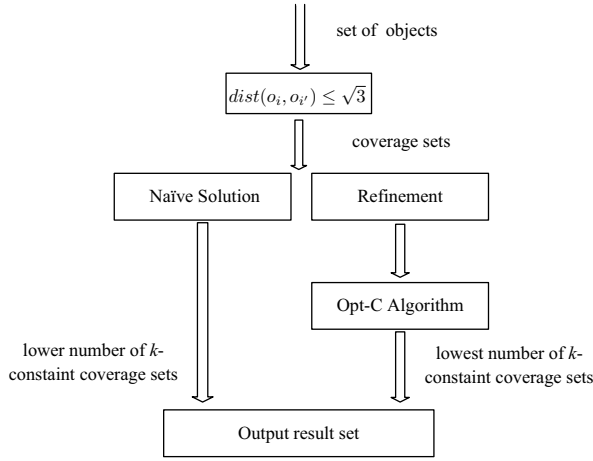 set of objects
dist(o_i, o_{i'}) ≤ √3
coverage sets
Naïve Solution
Refinement
Opt-C Algorithm
lower number of k-
constaint coverage sets
lowest number of k-
constaint coverage sets
Output result set